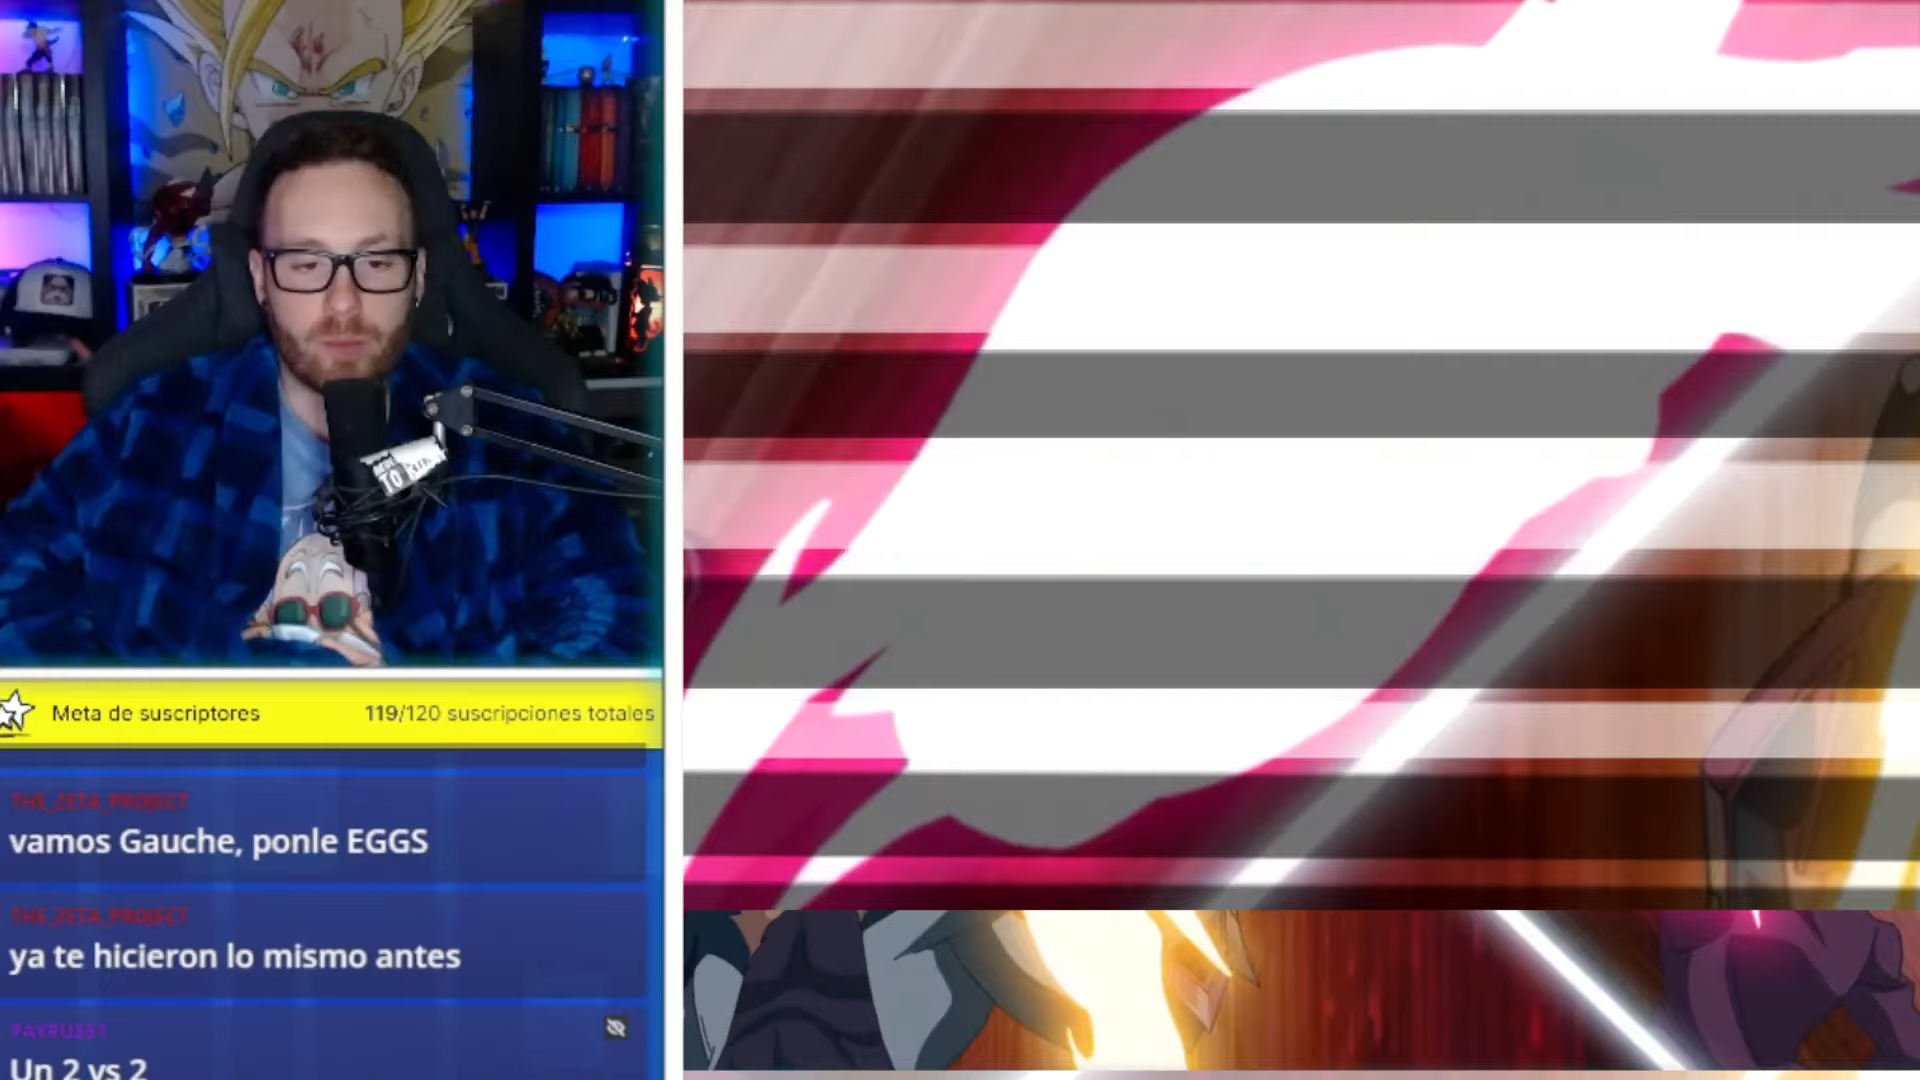 Meta de suscriptores 119/120 suscripciones totales
THE_ZETA_PROJECT
vamos Gauche, ponle EGGS
THE_ZETA_PROJECT
ya te hicieron lo mismo antes
Un 2 vs 2